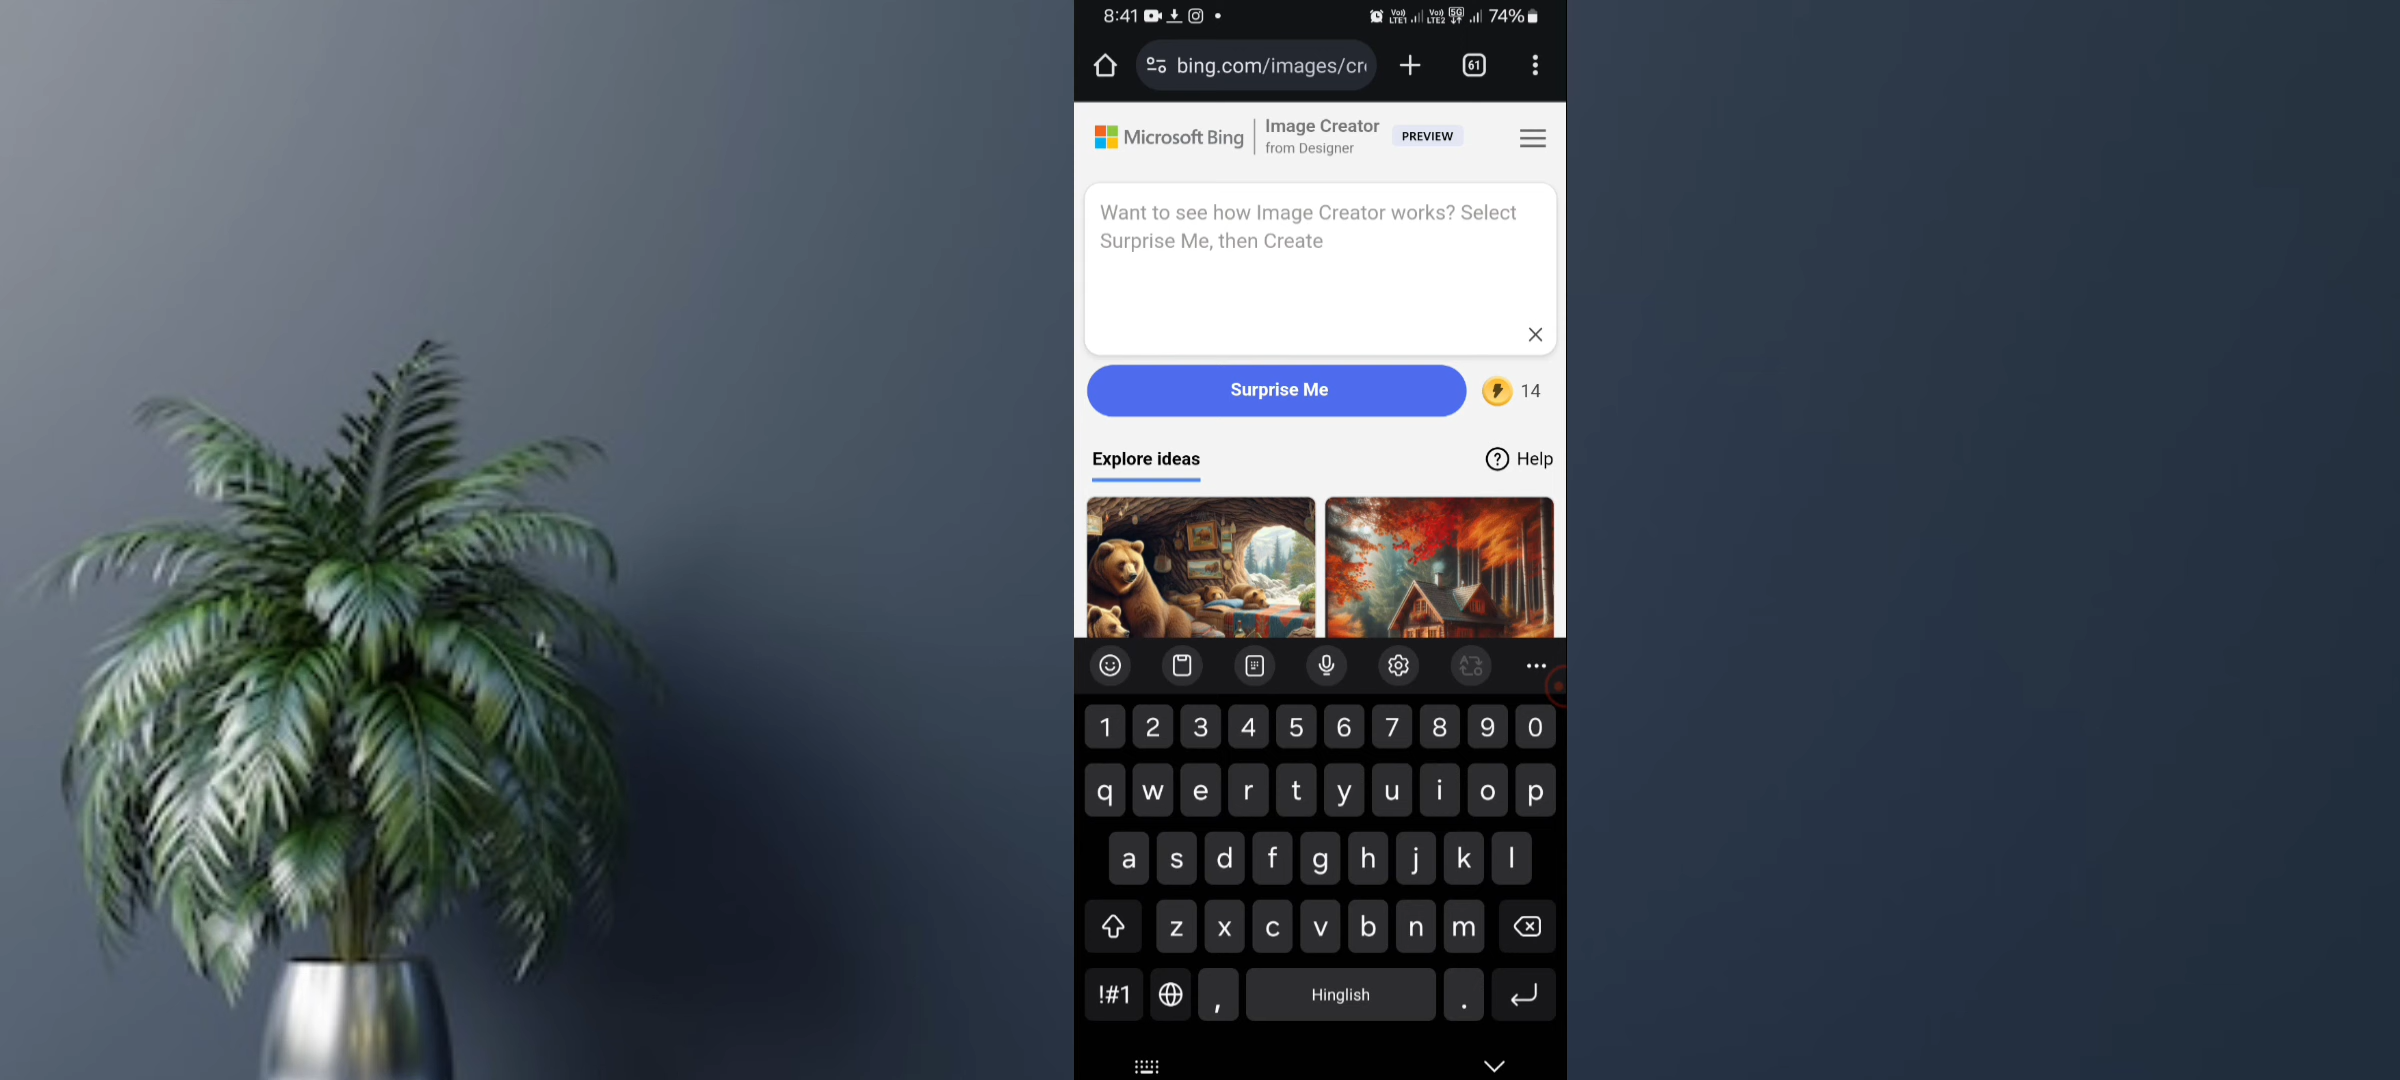 8:41 74%
bing.com/images/cre
61
Microsoft Bing
Image Creator
from Designer
PREVIEW
Want to see how Image Creator works? Select
Surprise Me, then Create
Surprise Me
14
Explore ideas
Help
1 2 3 4 5 6 7 8 9 0
q w e r t y u i o p
a s d f g h j k l
z x c v b n m
!#1 , Hinglish .